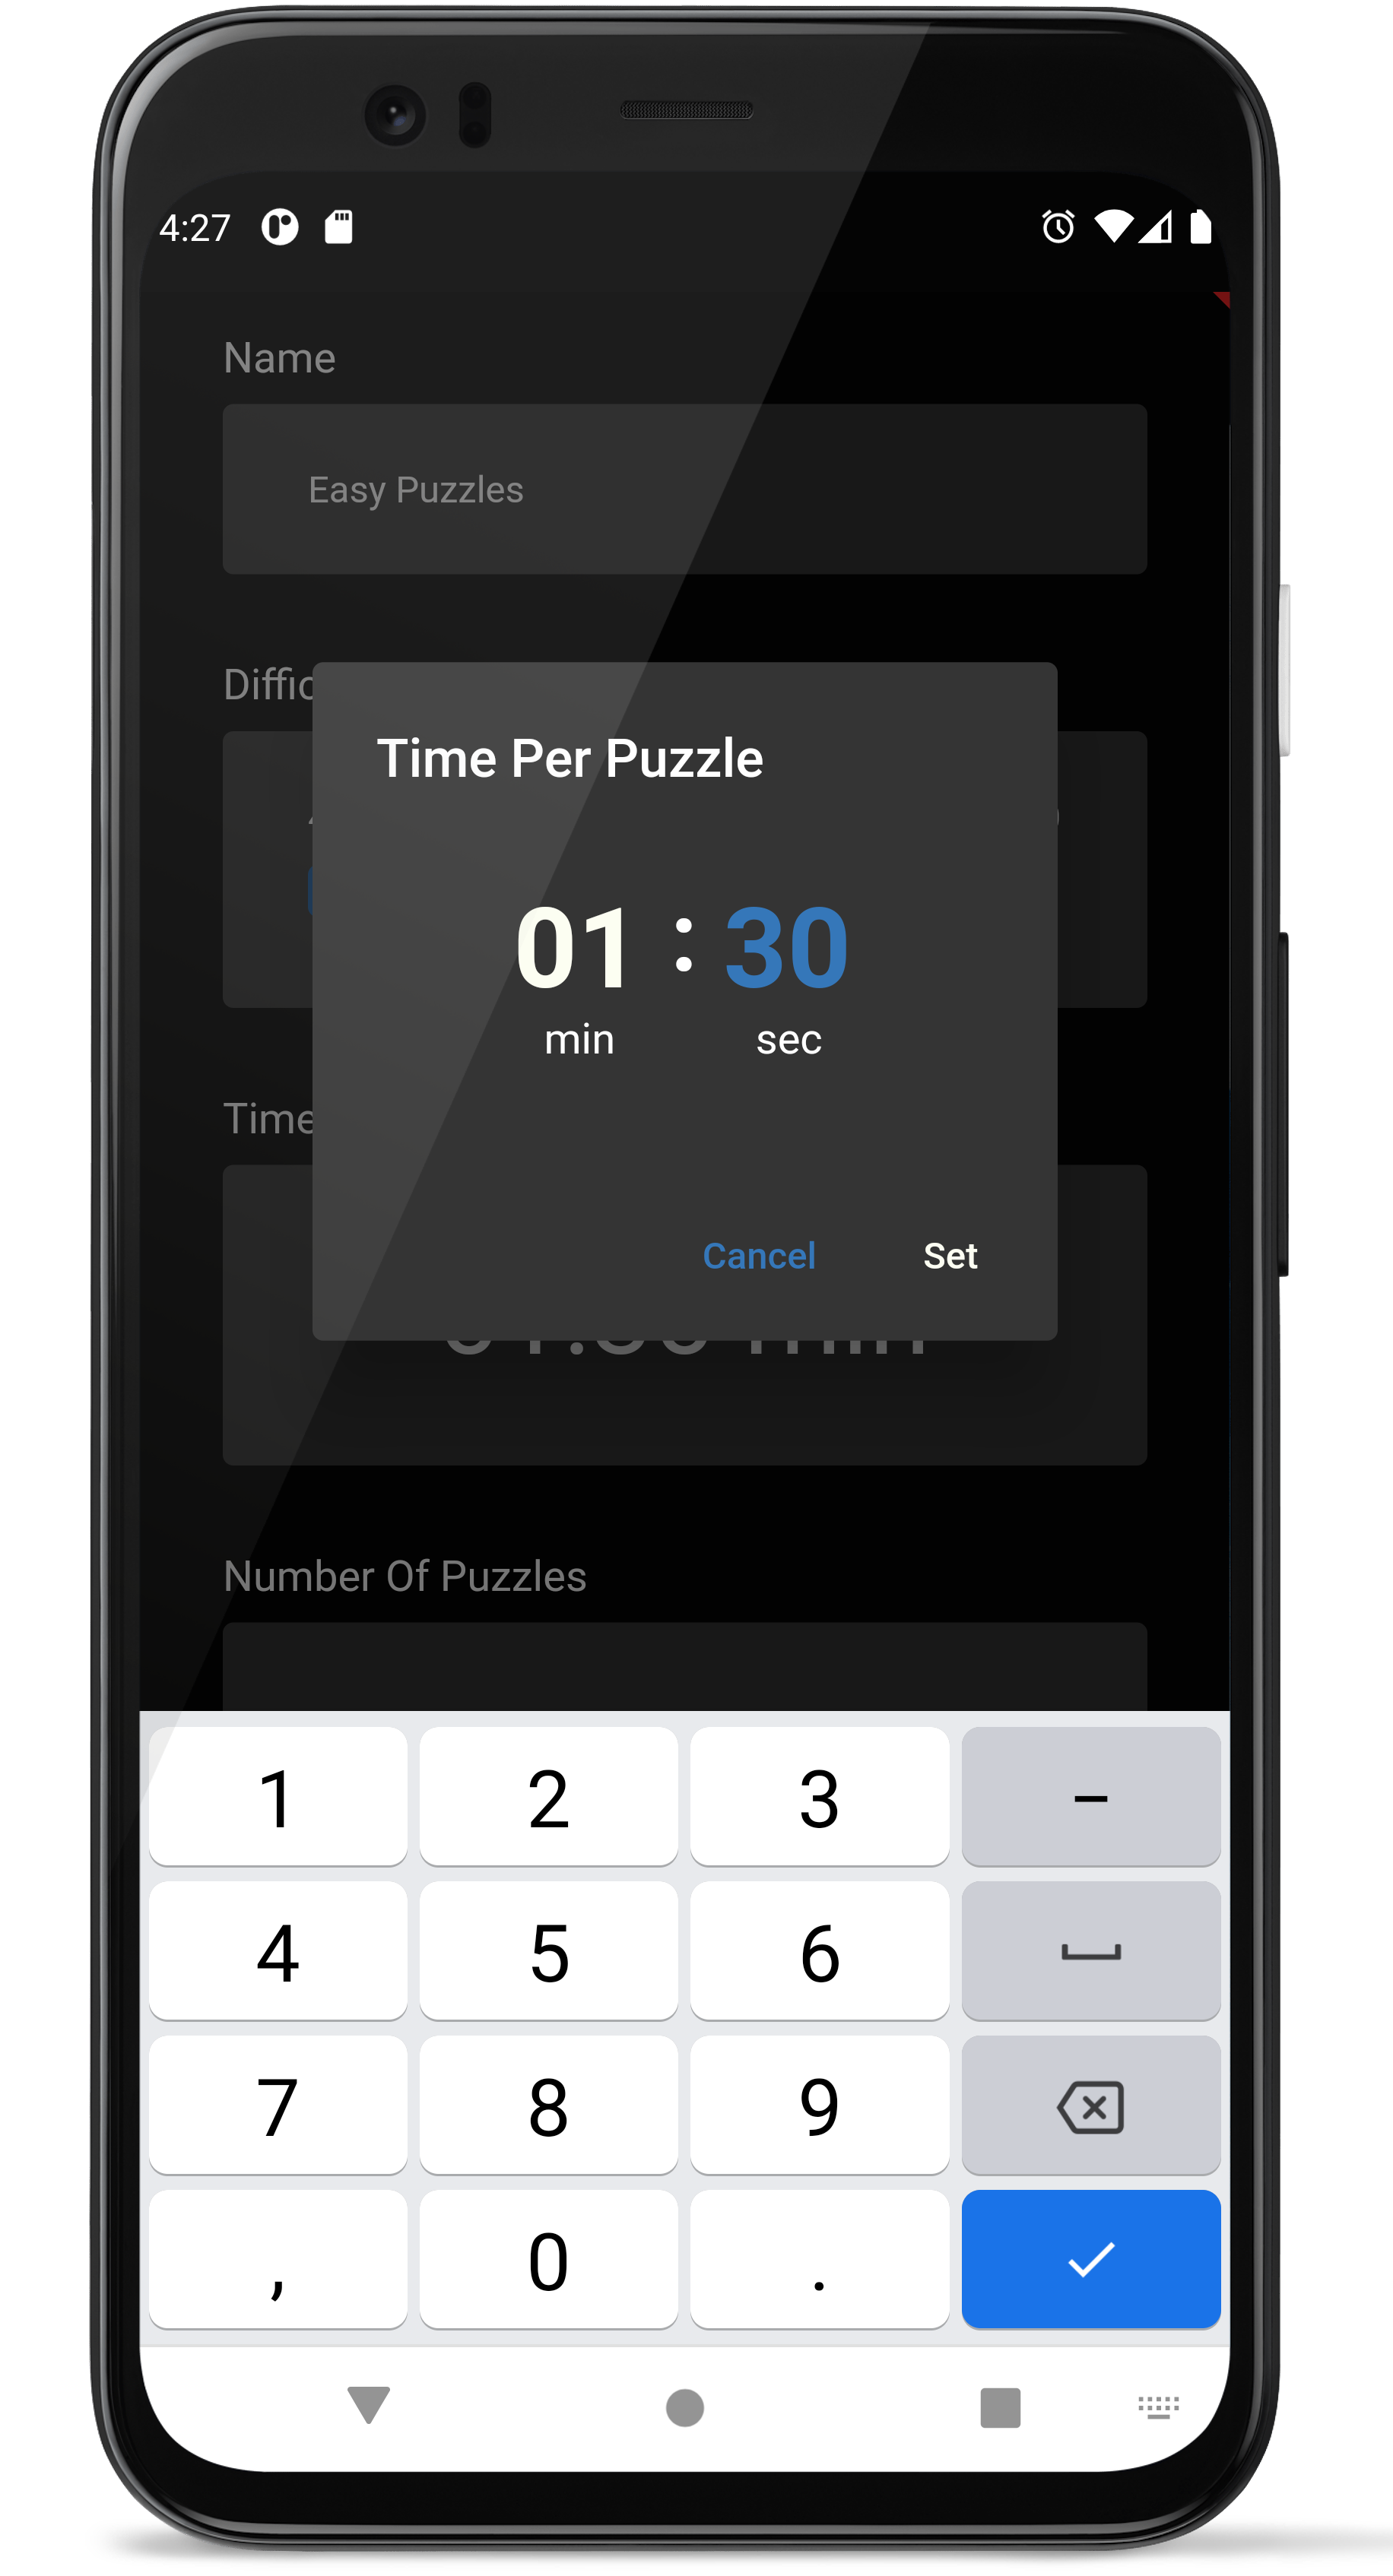 4:27
Name
Easy Puzzles
Time Per Puzzle
01 : 30
min sec
Time
Cancel Set
Number Of Puzzles
1 2 3 –
4 5 6
7 8 9
, 0 .